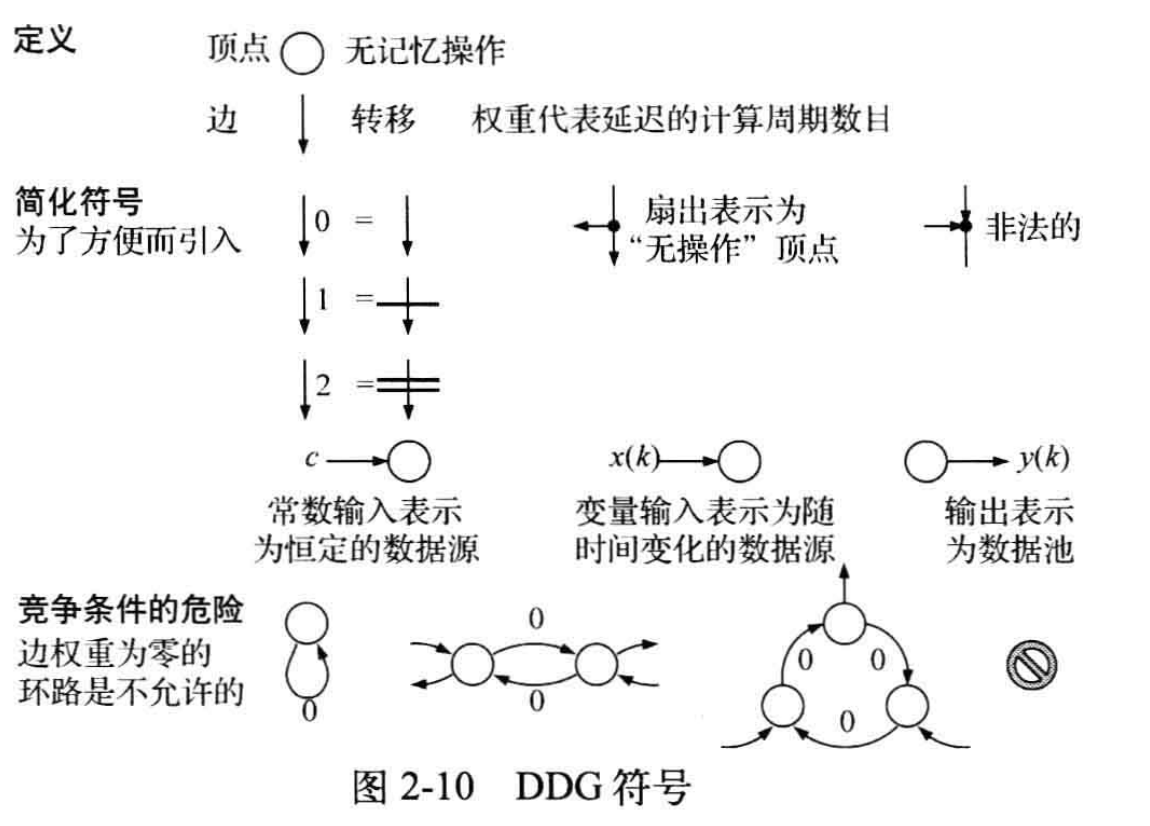 定义
顶点 无记忆操作
边 转移 权重代表延迟的计算周期数目
简化符号
为了方便而引入
0 =
扇出表示为
“无操作”顶点
非法的
1 =
2 =
c
x(k)
y(k)
常数输入表示
为恒定的数据源
变量输入表示为随
时间变化的数据源
输出表示
为数据池
竞争条件的危险
边权重为零的
环路是不允许的
0
0
0
0
0
0
图 2-10 DDG 符号